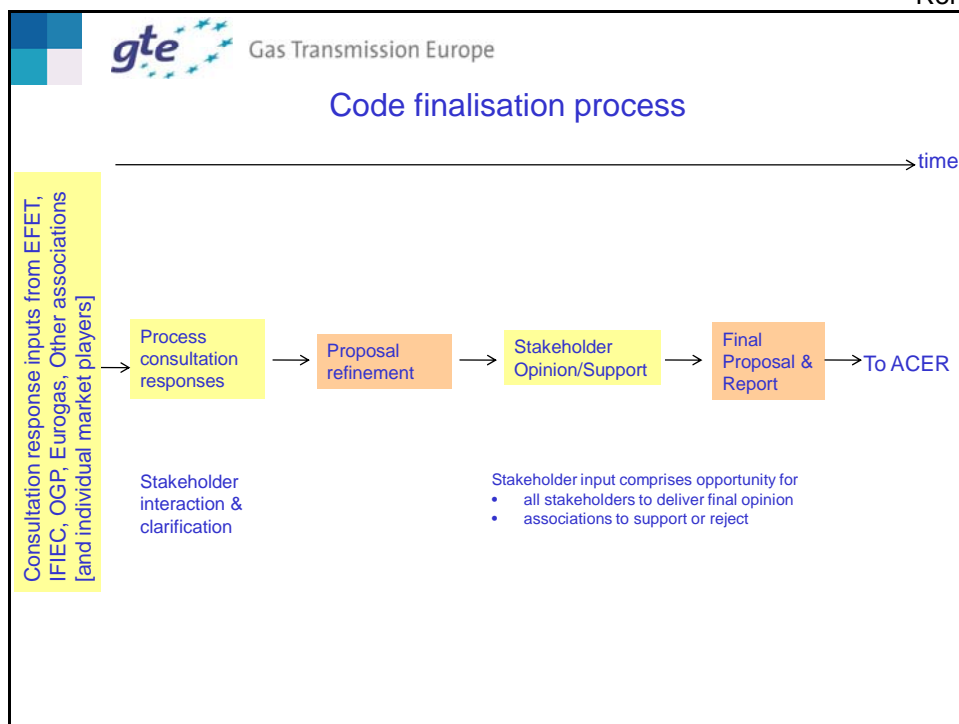 gte Gas Transmission Europe
Code finalisation process
time
Consultation response inputs from EFET,
IFIEC, OGP, Eurogas, Other associations
[and individual market players]
Process
consultation
responses
Proposal
refinement
Stakeholder
Opinion/Support
Final
Proposal &
Report
To ACER
Stakeholder
interaction &
clarification
Stakeholder input comprises opportunity for
• all stakeholders to deliver final opinion
• associations to support or reject